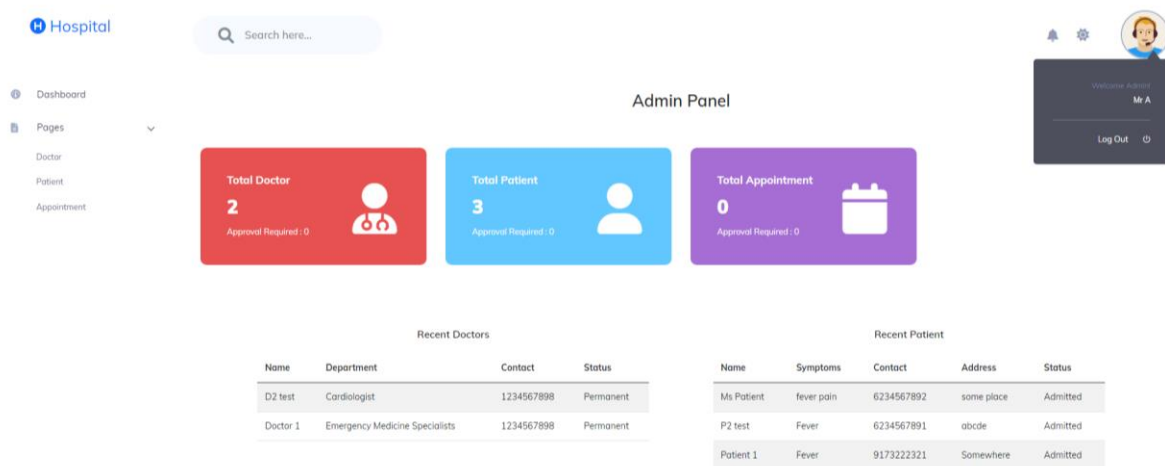 Hospital
Search here...
Welcome Admin!
Mr A
Log Out
Dashboard
Pages
Doctor
Patient
Appointment
Admin Panel
Total Doctor
2
Approval Required : 0
Total Patient
3
Approval Required : 0
Total Appointment
0
Approval Required : 0
Recent Doctors
Name Department Contact Status
D2 test Cardiologist 1234567898 Permanent
Doctor 1 Emergency Medicine Specialists 1234567898 Permanent
Recent Patient
Name Symptoms Contact Address Status
Ms Patient fever pain 6234567892 some place Admitted
P2 test Fever 6234567891 abcde Admitted
Patient 1 Fever 9173222321 Somewhere Admitted